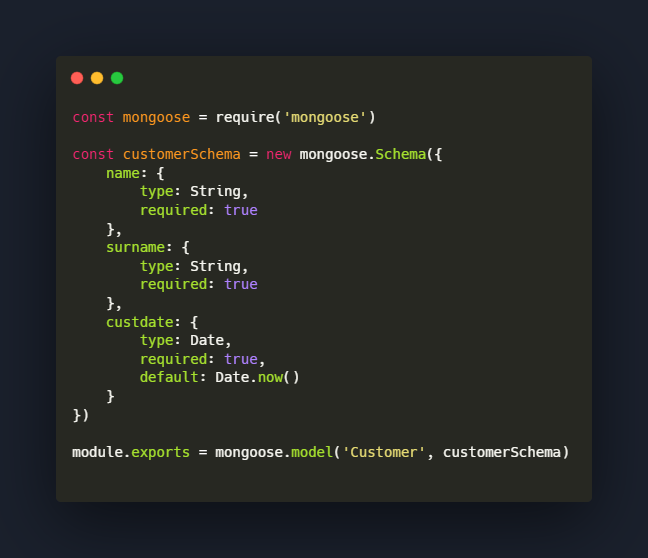 const mongoose = require('mongoose')

const customerSchema = new mongoose.Schema({
    name: {
        type: String,
        required: true
    },
    surname: {
        type: String,
        required: true
    },
    custdate: {
        type: Date,
        required: true,
        default: Date.now()
    }
})

module.exports = mongoose.model('Customer', customerSchema)